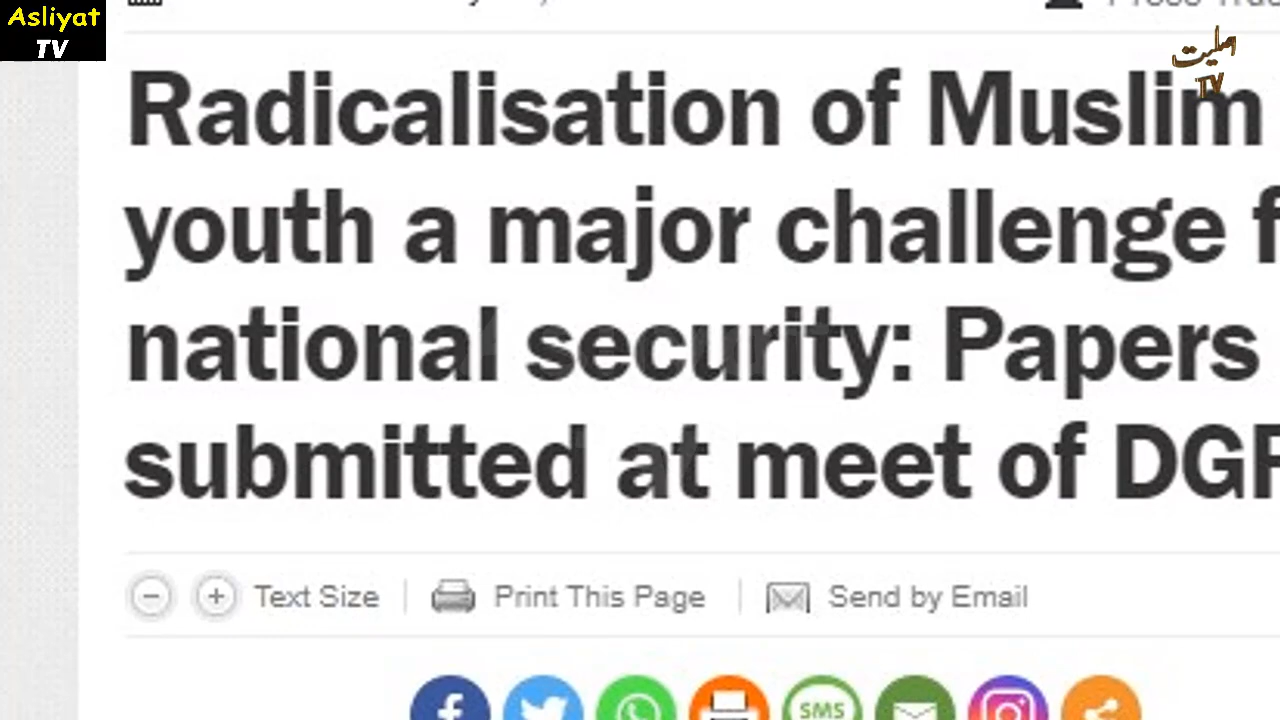 Asliyat
TV
اصلیت
TV
Radicalisation of Muslim
youth a major challenge f
national security: Papers
submitted at meet of DGP
Text Size
Print This Page
Send by Email
SMS